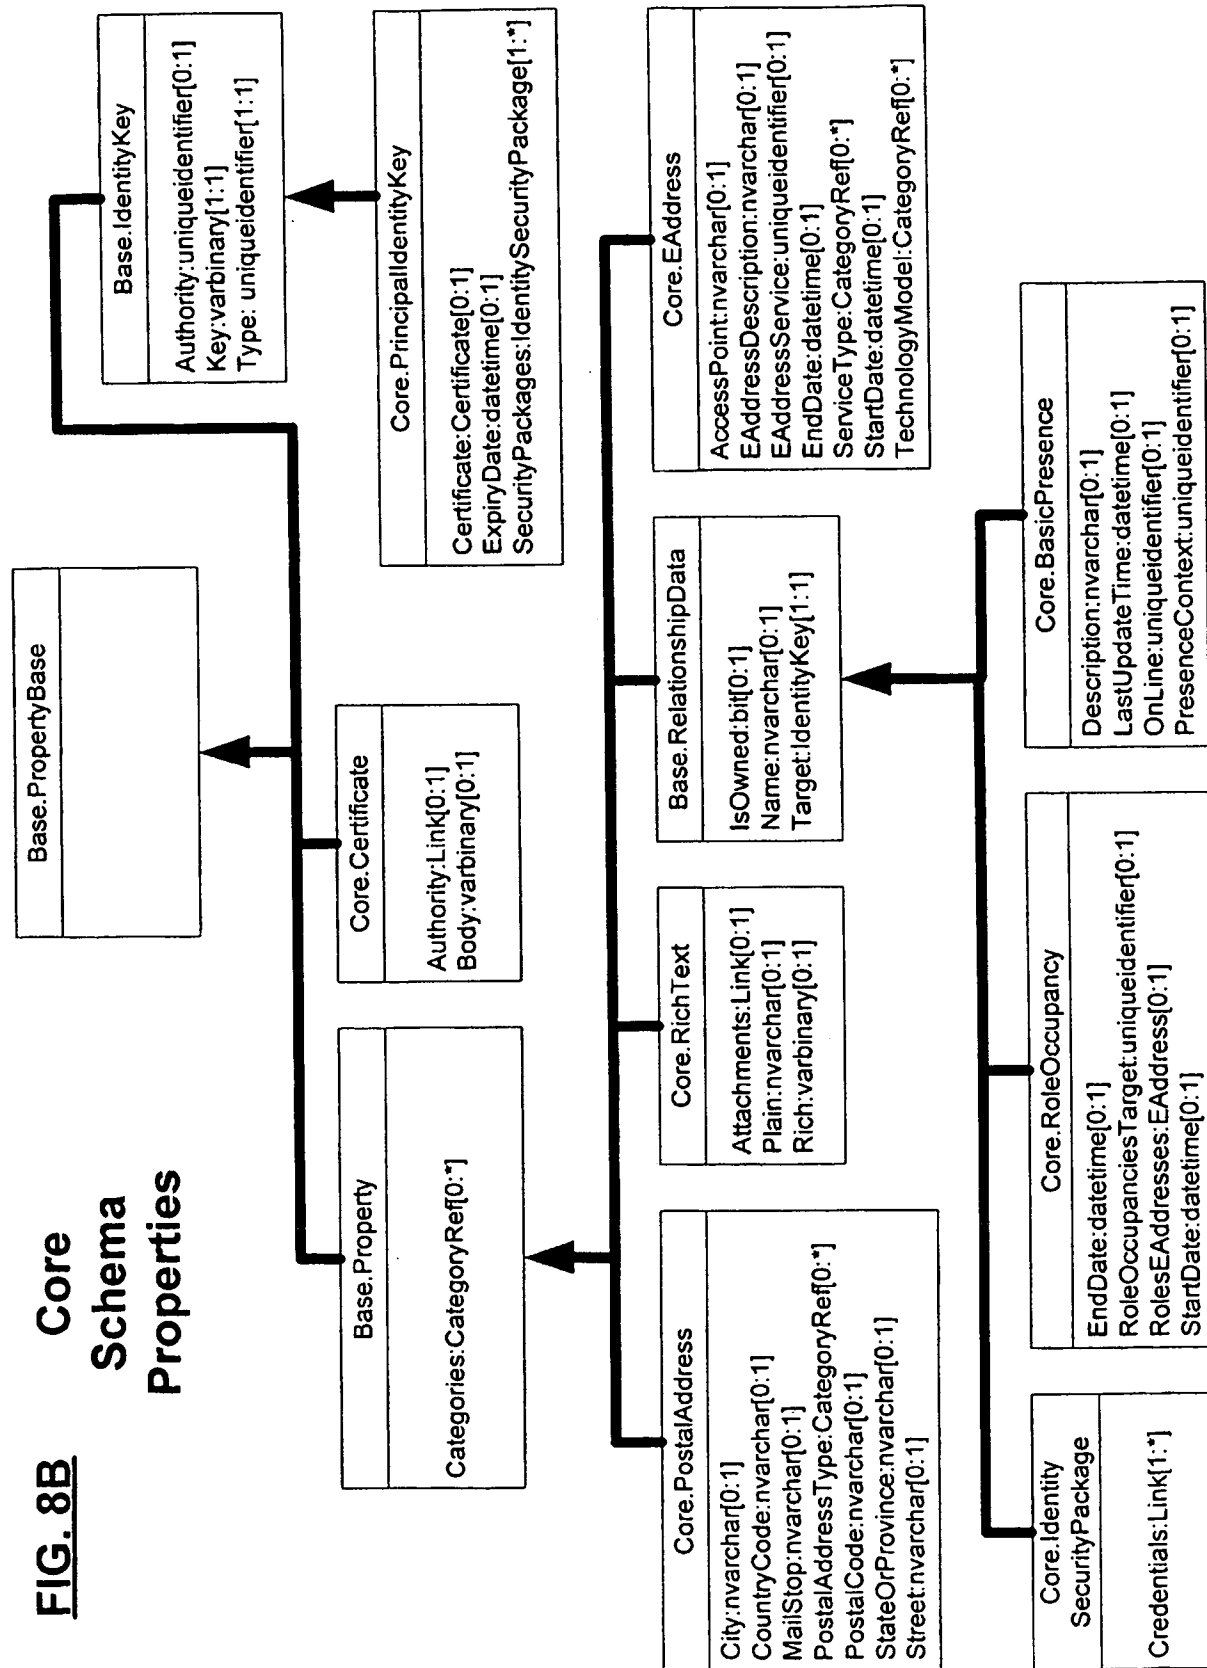 FIG. 8B
Core
Schema
Properties
Base.PropertyBase
Base.Property
Categories:CategoryRef[0:*]
Core.Certificate
Authority:Link[0:1]
Body:varbinary[0:1]
Base.IdentityKey
Authority:uniqueidentifier[0:1]
Key:varbinary[1:1]
Type: uniqueidentifier[1:1]
Core.PrincipalIdentityKey
Certificate:Certificate[0:1]
ExpiryDate:datetime[0:1]
SecurityPackages:IdentitySecurityPackage[1:*]
Core.PostalAddress
City:nvarchar[0:1]
CountryCode:nvarchar[0:1]
MailStop:nvarchar[0:1]
PostalAddressType:CategoryRef[0:*]
PostalCode:nvarchar[0:1]
StateOrProvince:nvarchar[0:1]
Street:nvarchar[0:1]
Core.RichText
Attachments:Link[0:1]
Plain:nvarchar[0:1]
Rich:varbinary[0:1]
Base.RelationshipData
IsOwned:bit[0:1]
Name:nvarchar[0:1]
Target:IdentityKey[1:1]
Core.EAddress
AccessPoint:nvarchar[0:1]
EAddressDescription:nvarchar[0:1]
EAddressService:uniqueidentifier[0:1]
EndDate:datetime[0:1]
ServiceType:CategoryRef[0:*]
StartDate:datetime[0:1]
TechnologyModel:CategoryRef[0:*]
Core.Identity
SecurityPackage
Credentials:Link[1:*]
Core.RoleOccupancy
EndDate:datetime[0:1]
RoleOccupanciesTarget:uniqueidentifier[0:1]
RolesEAddresses:EAddress[0:1]
StartDate:datetime[0:1]
Core.BasicPresence
Description:nvarchar[0:1]
LastUpdateTime:datetime[0:1]
OnLine:uniqueidentifier[0:1]
PresenceContext:uniqueidentifier[0:1]